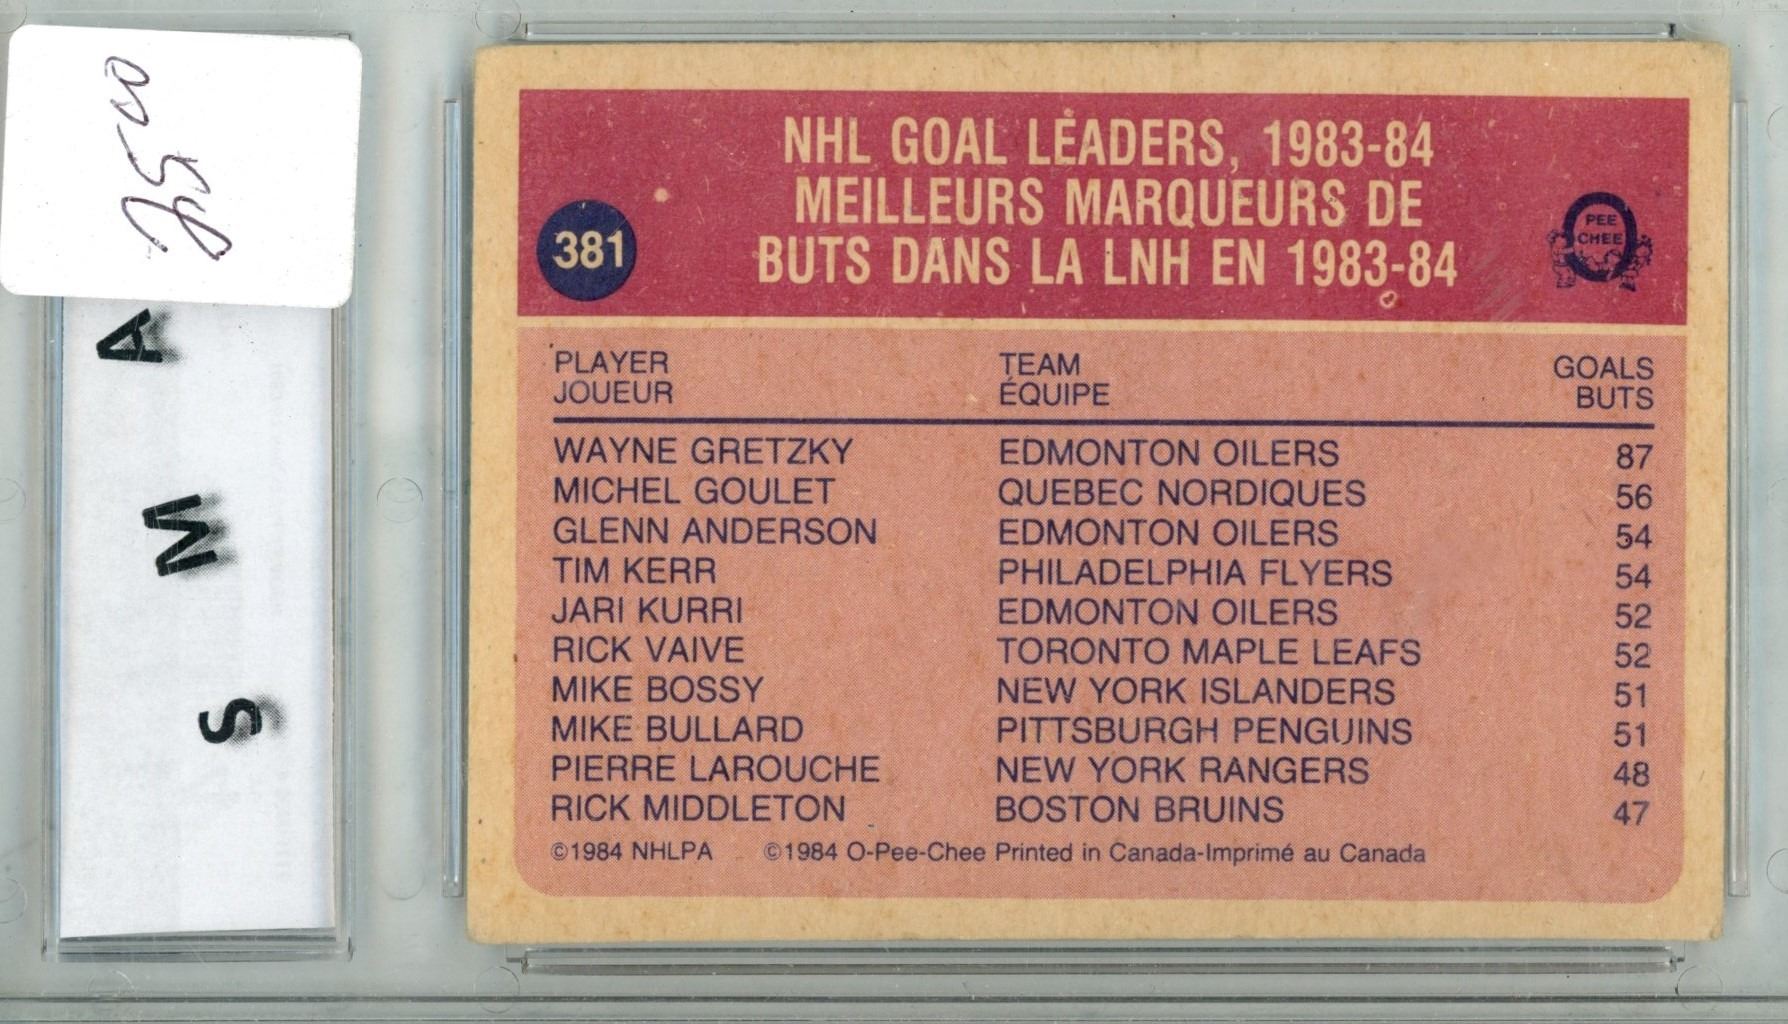 25.00
A
M
S
NHL GOAL LEADERS, 1983-84
MEILLEURS MARQUEURS DE
BUTS DANS LA LNH EN 1983-84
381
PEE
CHEE
PLAYER TEAM GOALS
JOUEUR ÉQUIPE BUTS
WAYNE GRETZKY EDMONTON OILERS 87
MICHEL GOULET QUEBEC NORDIQUES 56
GLENN ANDERSON EDMONTON OILERS 54
TIM KERR PHILADELPHIA FLYERS 54
JARI KURRI EDMONTON OILERS 52
RICK VAIVE TORONTO MAPLE LEAFS 52
MIKE BOSSY NEW YORK ISLANDERS 51
MIKE BULLARD PITTSBURGH PENGUINS 51
PIERRE LAROUCHE NEW YORK RANGERS 48
RICK MIDDLETON BOSTON BRUINS 47
©1984 NHLPA ©1984 O-Pee-Chee Printed in Canada-Imprimé au Canada